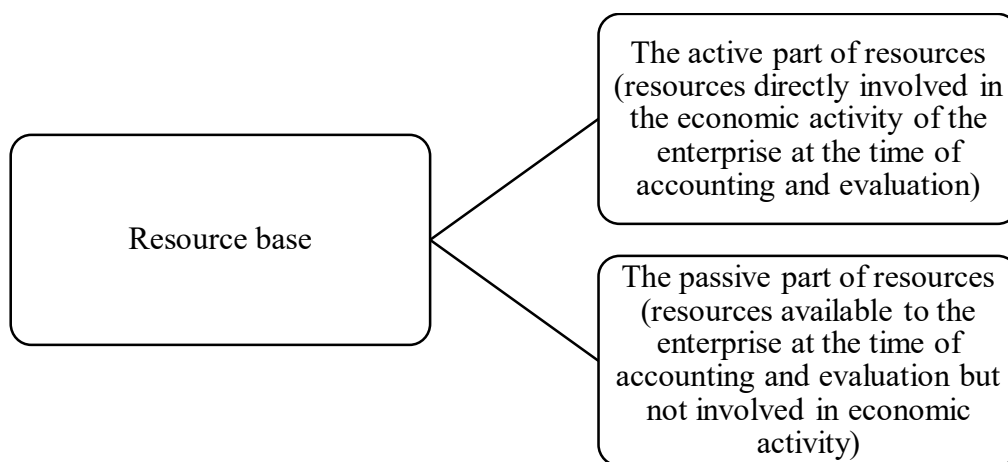 Resource base
The active part of resources
(resources directly involved in
the economic activity of the
enterprise at the time of
accounting and evaluation)
The passive part of resources
(resources available to the
enterprise at the time of
accounting and evaluation but
not involved in economic
activity)